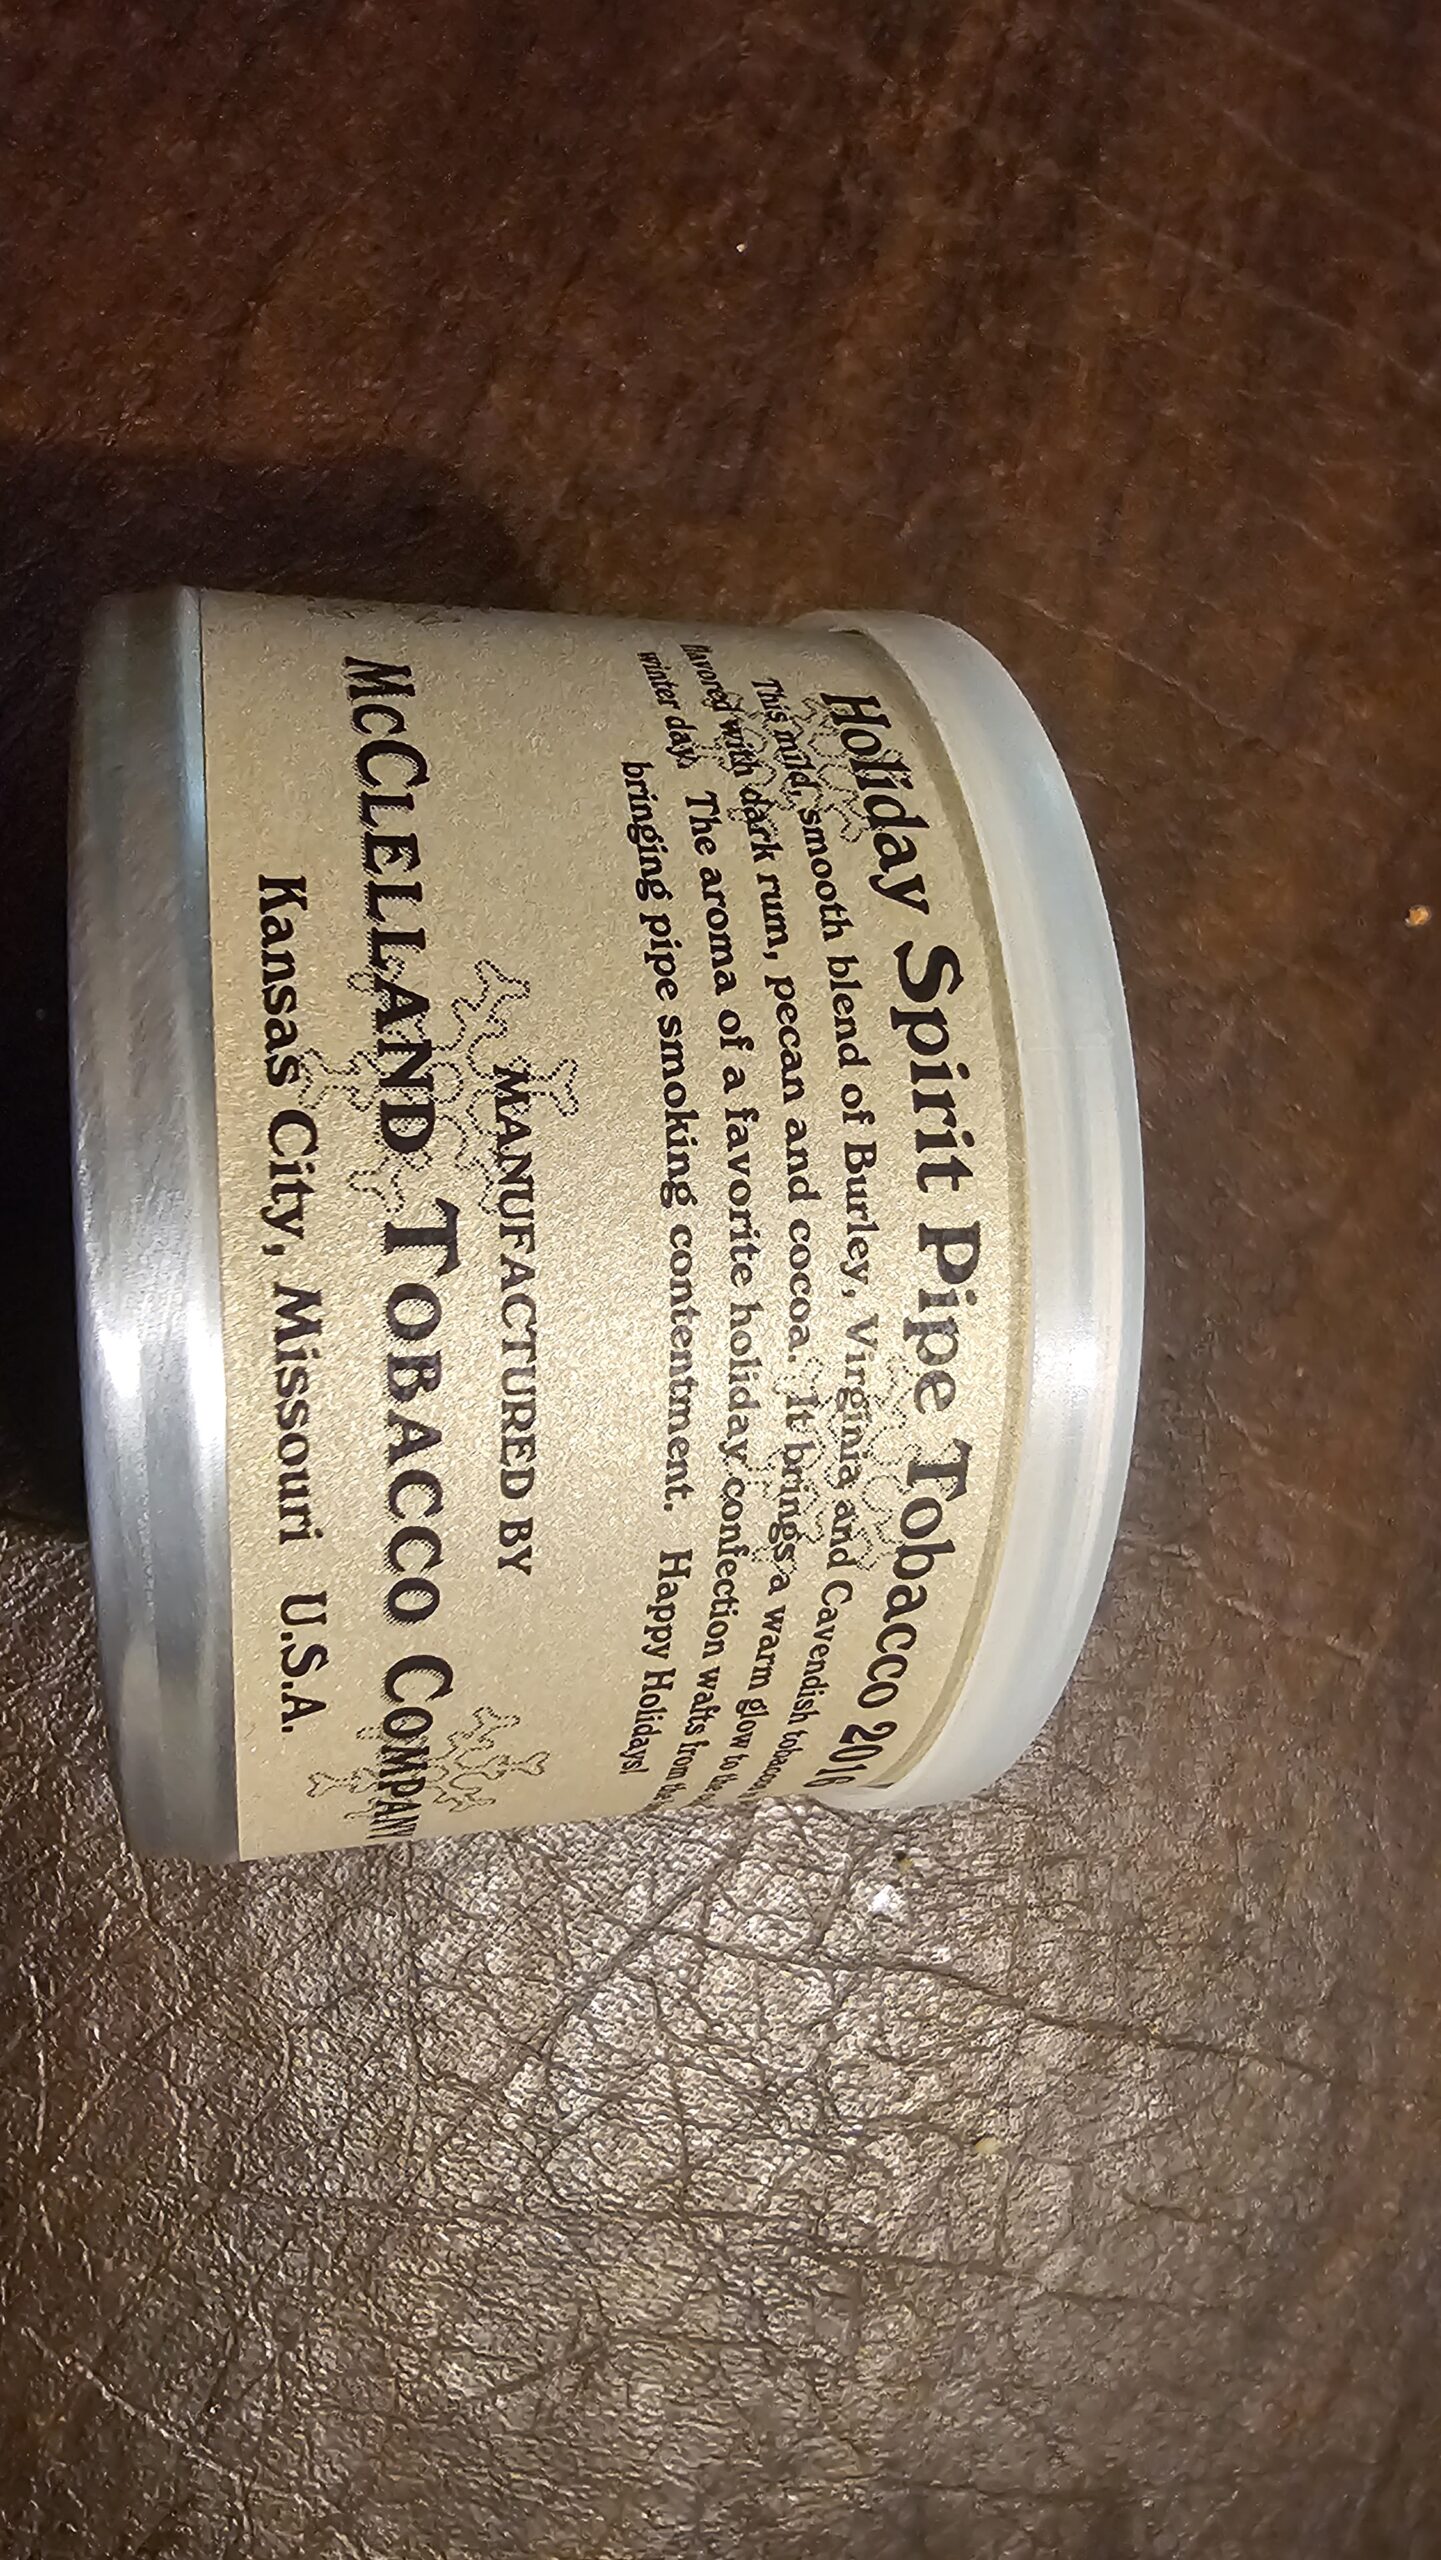 Holiday Spirit Pipe Tobacco 2016
This mild, smooth blend of Burley, Virginia and Cavendish
flavored with dark rum, pecan and cocoa. It brings a warm glow to the
winter day. The aroma of a favorite holiday confection wafts from the
bringing pipe smoking contentment. Happy Holidays!
MANUFACTURED BY
MCCLELLAND TOBACCO COMPANY
Kansas City, Missouri U.S.A.